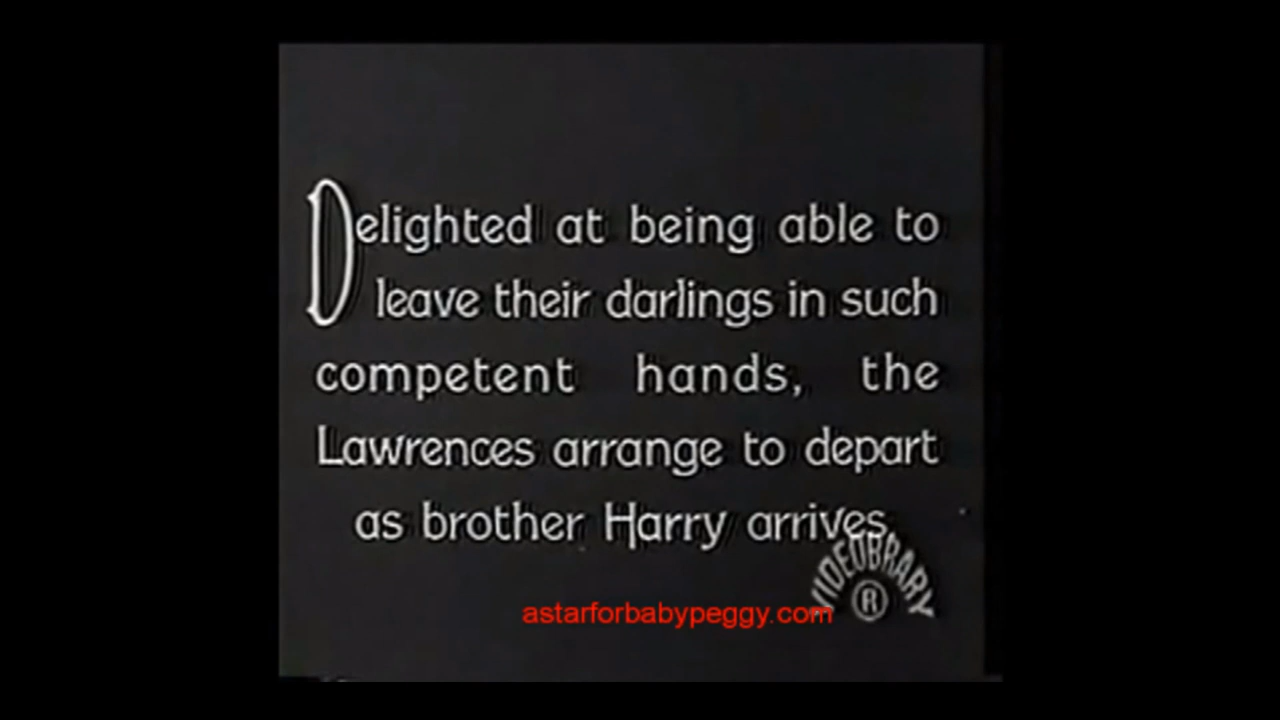 Delighted at being able to
leave their darlings in such
competent hands, the
Lawrences arrange to depart
as brother Harry arrives.
VIDEOBRARY
®
astarforbabypeggy.com